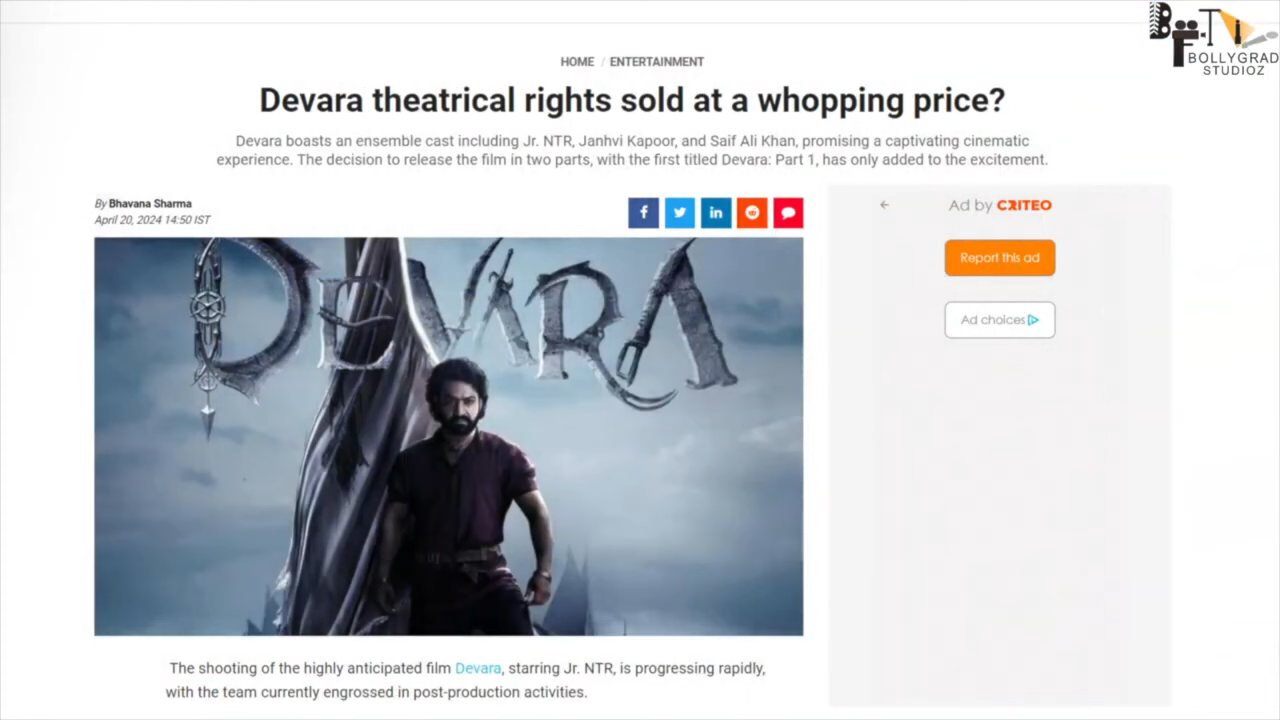 BOLLYGRAD
STUDIOZ
HOME / ENTERTAINMENT
Devara theatrical rights sold at a whopping price?
Devara boasts an ensemble cast including Jr. NTR, Janhvi Kapoor, and Saif Ali Khan, promising a captivating cinematic
experience. The decision to release the film in two parts, with the first titled Devara: Part 1, has only added to the excitement.
By Bhavana Sharma
April 20, 2024 14:50 IST
Ad by CRITEO
Report this ad
Ad choices
DEVARA
The shooting of the highly anticipated film Devara, starring Jr. NTR, is progressing rapidly,
with the team currently engrossed in post-production activities.